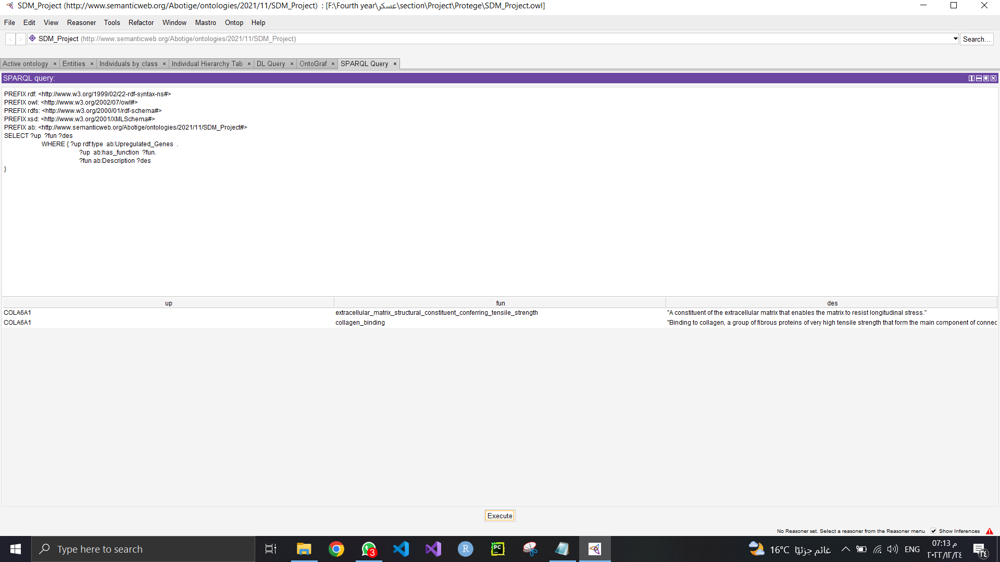 SDM_Project (http://www.semanticweb.org/Abotige/ontologies/2021/11/SDM_Project) : [F:\Fourth year\عسكر\section\Project\Protege\SDM_Project.owl]
File Edit View Reasoner Tools Refactor Window Mastro Ontop Help
< > SDM_Project (http://www.semanticweb.org/Abotige/ontologies/2021/11/SDM_Project) Search...
Active ontology × Entities × Individuals by class × Individual Hierarchy Tab × DL Query × OntoGraf × SPARQL Query ×
SPARQL query:
PREFIX rdf: <http://www.w3.org/1999/02/22-rdf-syntax-ns#>
PREFIX owl: <http://www.w3.org/2002/07/owl#>
PREFIX rdfs: <http://www.w3.org/2000/01/rdf-schema#>
PREFIX xsd: <http://www.w3.org/2001/XMLSchema#>
PREFIX ab: <http://www.semanticweb.org/Abotige/ontologies/2021/11/SDM_Project#>
SELECT ?up ?fun ?des
WHERE { ?up rdf:type ab:Upregulated_Genes .
?up ab:has_function ?fun.
?fun ab:Description ?des
}
up fun des
COLA6A1 extracellular_matrix_structural_constituent_conferring_tensile_strength "A constituent of the extracellular matrix that enables the matrix to resist longitudinal stress."
COLA6A1 collagen_binding "Binding to collagen, a group of fibrous proteins of very high tensile strength that form the main component of connec
Execute
No Reasoner set. Select a reasoner from the Reasoner menu Show Inferences
Type here to search
3
R
PC
16°C غائم جزئيًا
ENG
07:13 م
٢٠٢٢/١٢/٢٤
٢٤